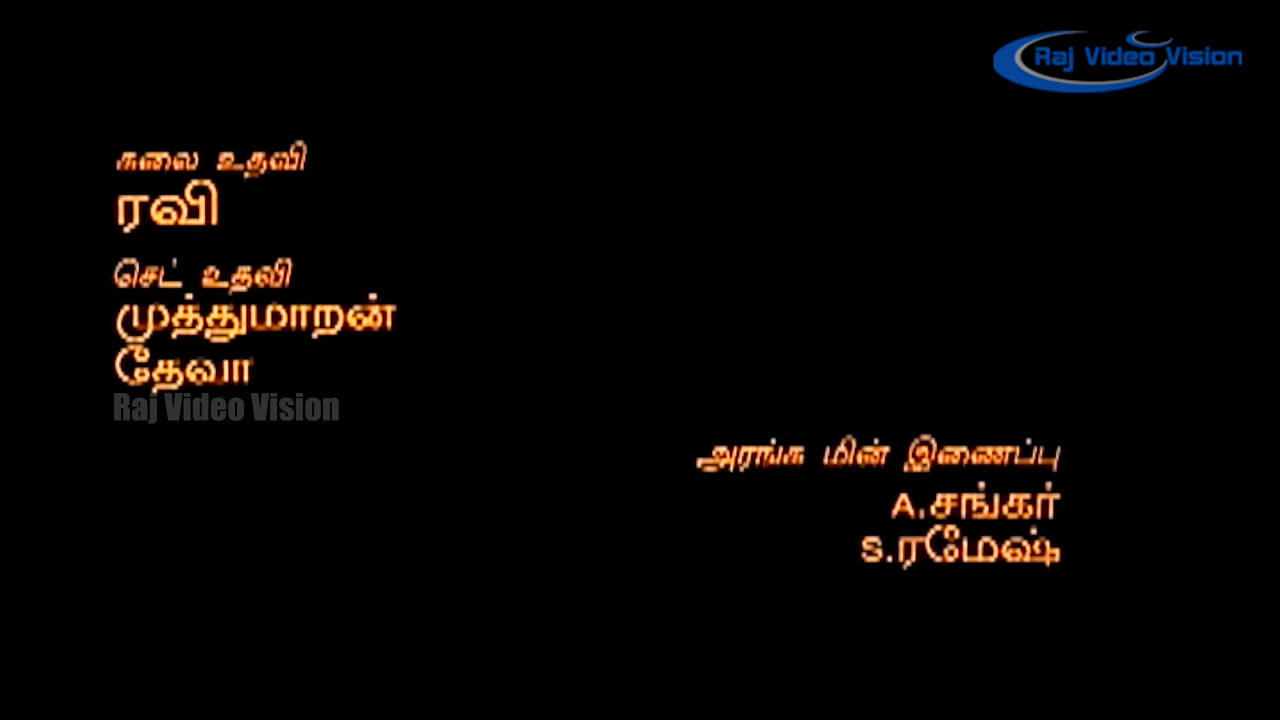 Raj Video Vision
கலை உதவி
ரவி
செட் உதவி
முத்துமாறன்
தேவா
Raj Video Vision
அரங்க மின் இணைப்பு
A.சங்கர்
S.ரமேஷ்